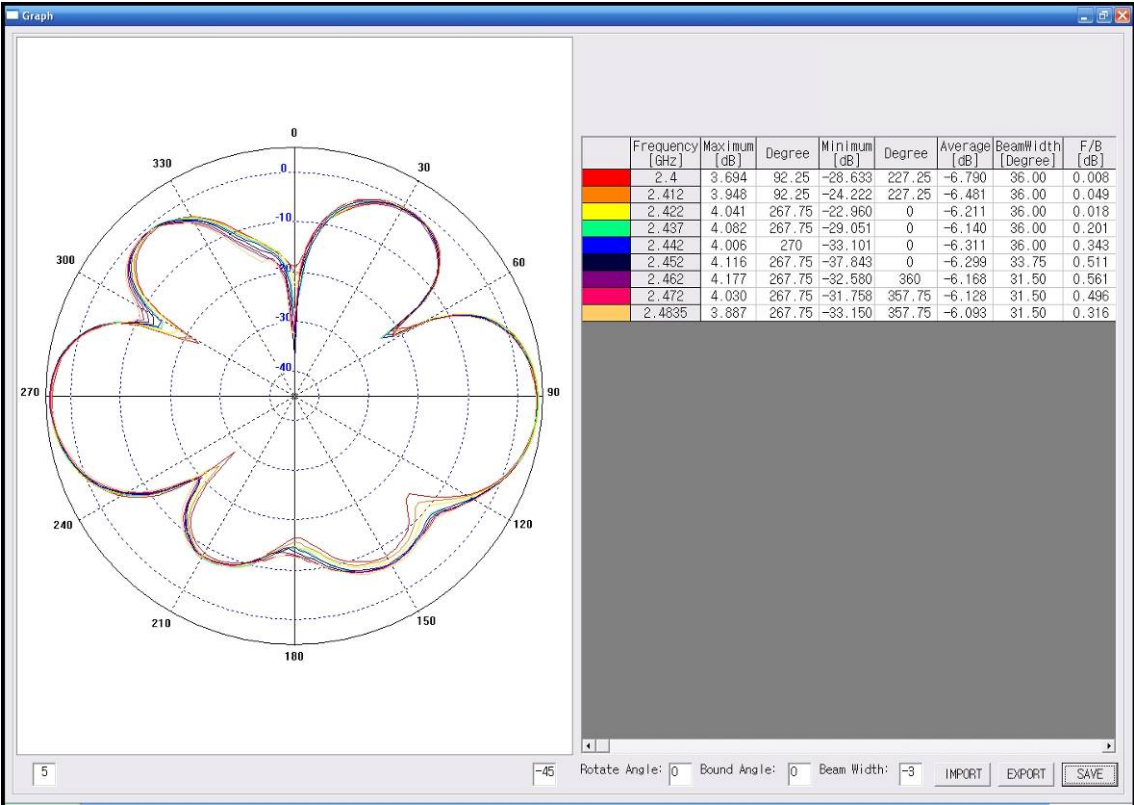 Graph
0
330
30
0
-10
300
60
-20
-30
-40
270
90
240
120
210
150
180
Frequency [GHz] Maximum [dB] Degree Minimum [dB] Degree Average [dB] BeamWidth [Degree] F/B [dB]
2.4 3.694 92.25 -28.633 227.25 -6.790 36.00 0.008
2.412 3.948 92.25 -24.222 227.25 -6.481 36.00 0.049
2.422 4.041 267.75 -22.960 0 -6.211 36.00 0.018
2.437 4.082 267.75 -29.051 0 -6.140 36.00 0.201
2.442 4.006 270 -33.101 0 -6.311 36.00 0.343
2.452 4.116 267.75 -37.843 0 -6.299 33.75 0.511
2.462 4.177 267.75 -32.580 360 -6.168 31.50 0.561
2.472 4.030 267.75 -31.758 357.75 -6.128 31.50 0.496
2.4835 3.887 267.75 -33.150 357.75 -6.093 31.50 0.316
5 -45 Rotate Angle: 0 Bound Angle: 0 Beam Width: -3 IMPORT EXPORT SAVE